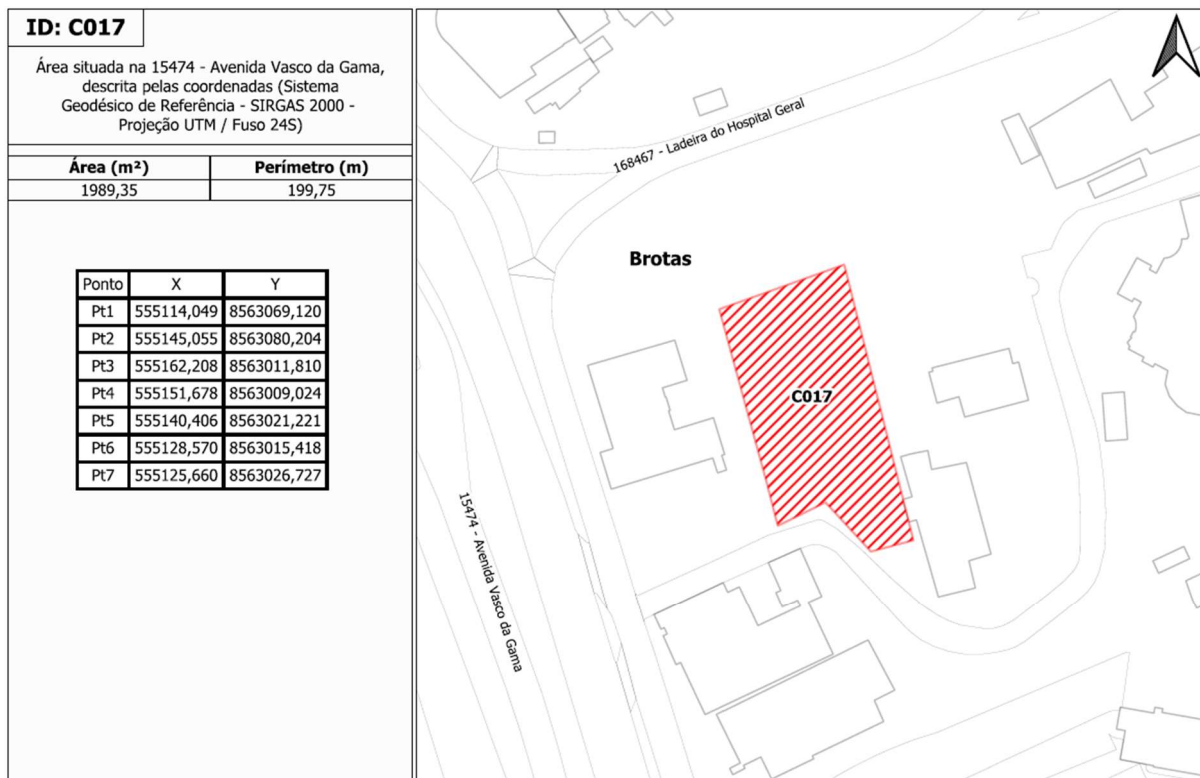 ID: C017
Área situada na 15474 - Avenida Vasco da Gama,
descrita pelas coordenadas (Sistema
Geodésico de Referência - SIRGAS 2000 -
Projeção UTM / Fuso 24S)
Área (m²) Perímetro (m)
1989,35 199,75
Ponto X Y
Pt1 555114,049 8563069,120
Pt2 555145,055 8563080,204
Pt3 555162,208 8563011,810
Pt4 555151,678 8563009,024
Pt5 555140,406 8563021,221
Pt6 555128,570 8563015,418
Pt7 555125,660 8563026,727
168467 - Ladeira do Hospital Geral
Brotas
C017
15474 - Avenida Vasco da Gama